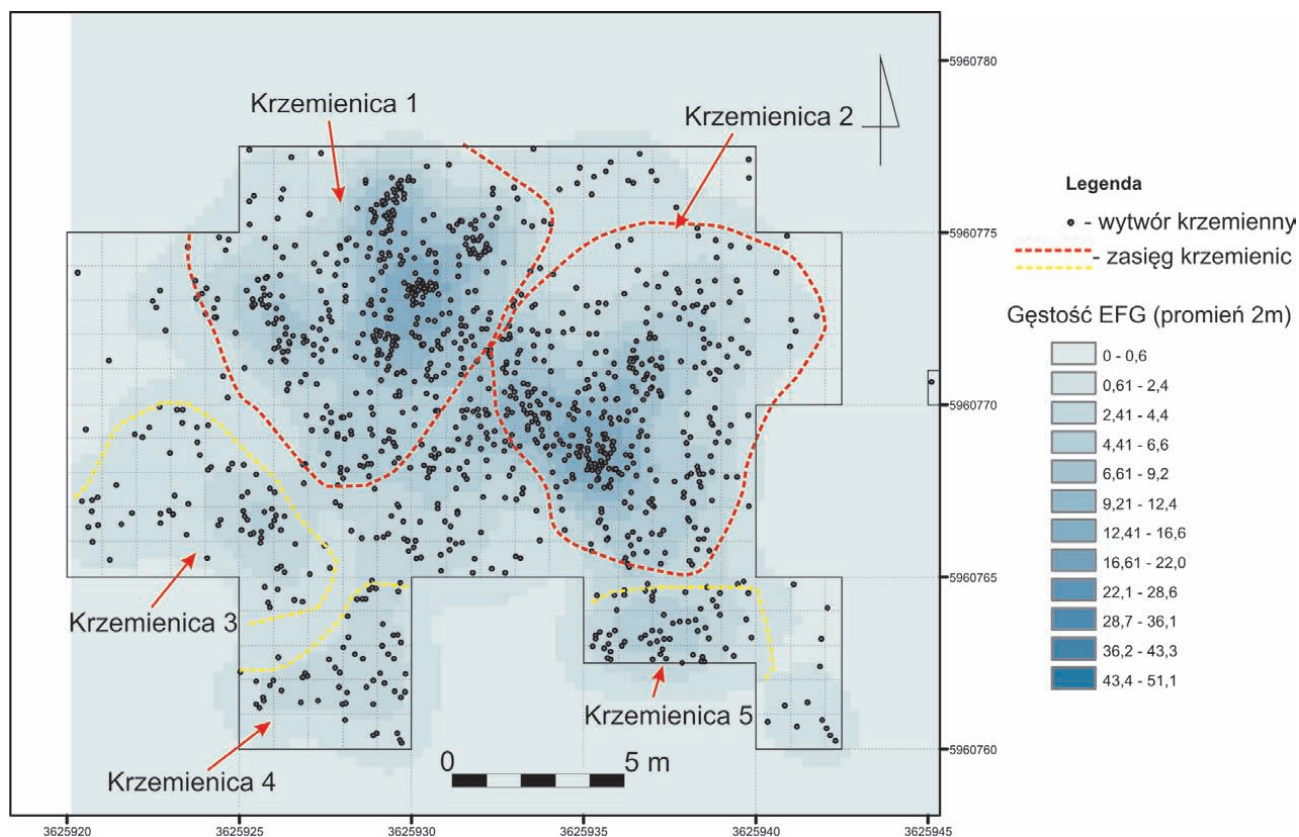 Krzemienica 1
Krzemienica 2
Krzemienica 3
Krzemienica 4
Krzemienica 5
0 5 m
5960780
5960775
5960770
5960765
5960760
3625920 3625925 3625930 3625935 3625940 3625945
Legenda
- wytwór krzemienny
- zasięg krzemienic
Gęstość EFG (promień 2m)
0 - 0,6
0,61 - 2,4
2,41 - 4,4
4,41 - 6,6
6,61 - 9,2
9,21 - 12,4
12,41 - 16,6
16,61 - 22,0
22,1 - 28,6
28,7 - 36,1
36,2 - 43,3
43,4 - 51,1